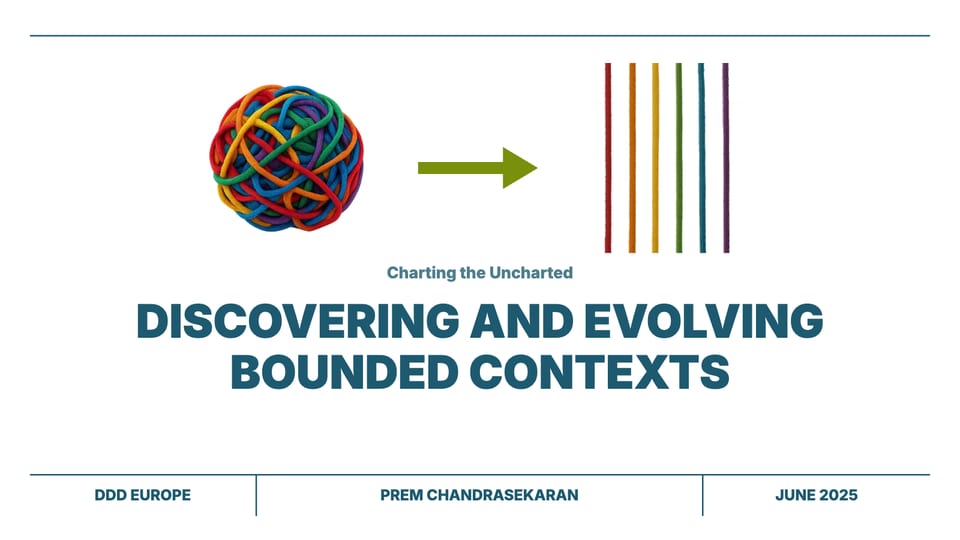 Charting the Uncharted
DISCOVERING AND EVOLVING
BOUNDED CONTEXTS
DDD EUROPE
PREM CHANDRASEKARAN
JUNE 2025